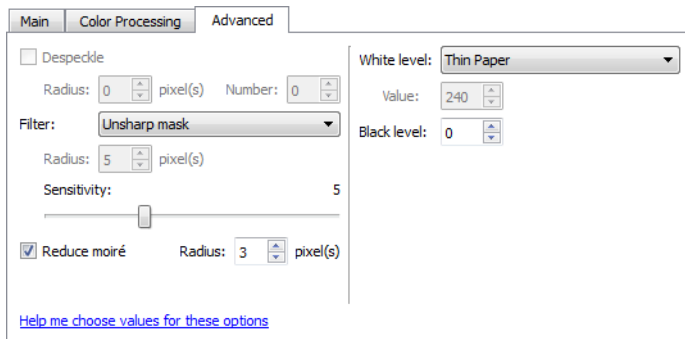 Main Color Processing Advanced
Despeckle
Radius: 0 pixel(s) Number: 0
Filter: Unsharp mask
Radius: 5 pixel(s)
Sensitivity: 5
Reduce moiré Radius: 3 pixel(s)
Help me choose values for these options
White level: Thin Paper
Value: 240
Black level: 0